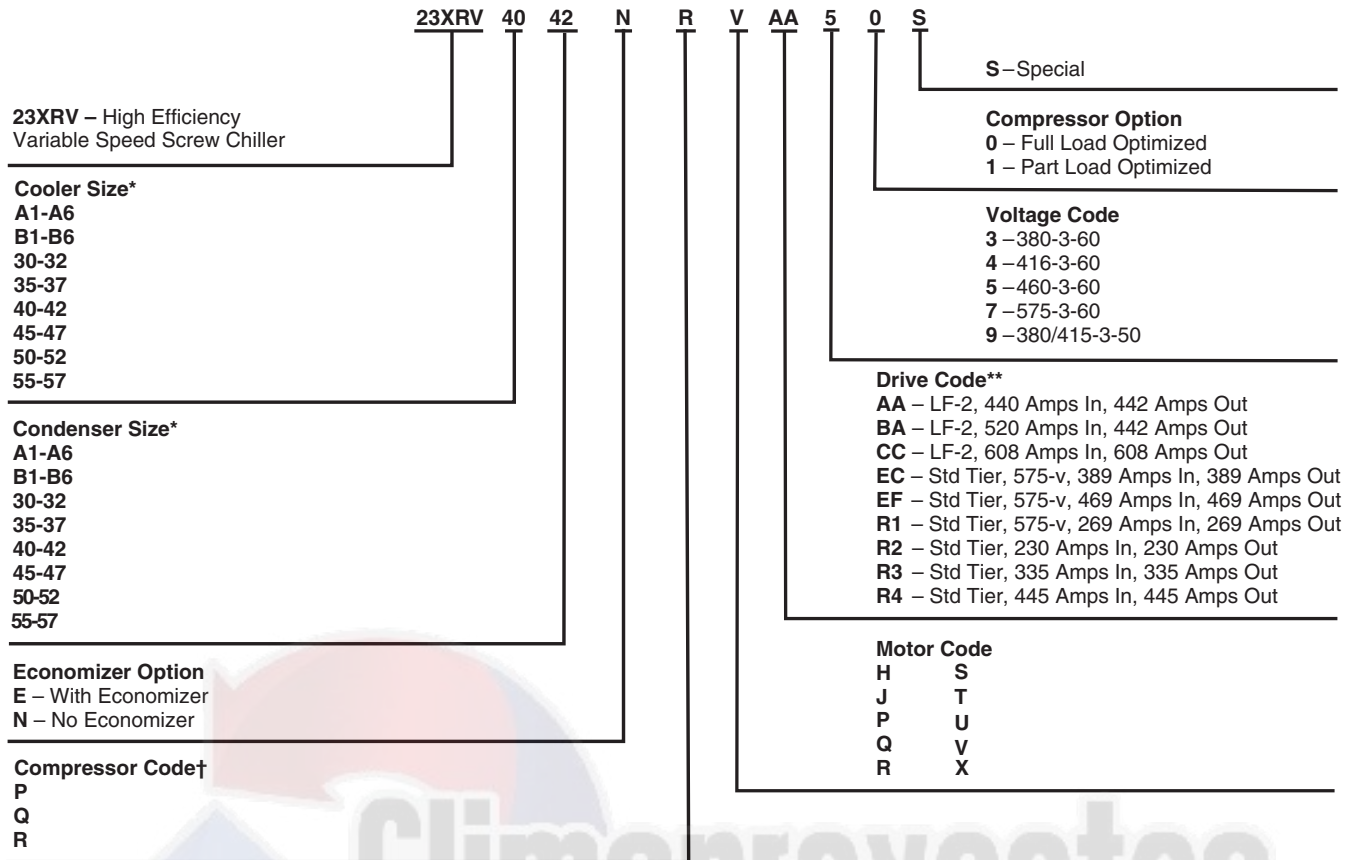 23XRV 40 42 N R V AA 5 0 S
23XRV – High Efficiency
Variable Speed Screw Chiller
Cooler Size*
A1-A6
B1-B6
30-32
35-37
40-42
45-47
50-52
55-57
Condenser Size*
A1-A6
B1-B6
30-32
35-37
40-42
45-47
50-52
55-57
Economizer Option
E – With Economizer
N – No Economizer
Compressor Code†
P
Q
R
S – Special
Compressor Option
0 – Full Load Optimized
1 – Part Load Optimized
Voltage Code
3 – 380-3-60
4 – 416-3-60
5 – 460-3-60
7 – 575-3-60
9 – 380/415-3-50
Drive Code**
AA – LF-2, 440 Amps In, 442 Amps Out
BA – LF-2, 520 Amps In, 442 Amps Out
CC – LF-2, 608 Amps In, 608 Amps Out
EC – Std Tier, 575-v, 389 Amps In, 389 Amps Out
EF – Std Tier, 575-v, 469 Amps In, 469 Amps Out
R1 – Std Tier, 575-v, 269 Amps In, 269 Amps Out
R2 – Std Tier, 230 Amps In, 230 Amps Out
R3 – Std Tier, 335 Amps In, 335 Amps Out
R4 – Std Tier, 445 Amps In, 445 Amps Out
Motor Code
H S
J T
P U
Q V
R X